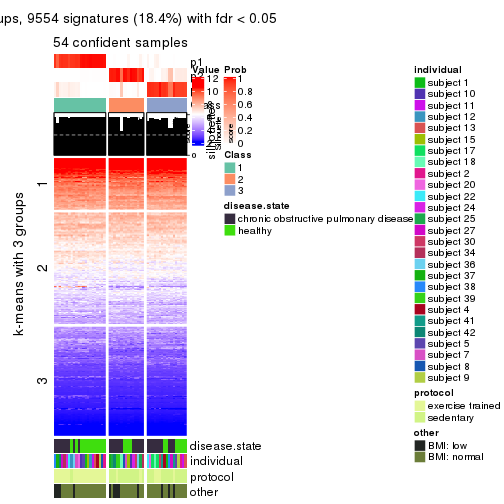 ups, 9554 signatures (18.4%) with fdr < 0.05
54 confident samples
p1
p2
p3
Class
silhouette
score
1
2
3
k-means with 3 groups
disease.state
individual
protocol
other
Value
12
10
8
6
4
2
0
Prob
1
0.8
0.6
0.4
0.2
0
Class
1
2
3
disease.state
chronic obstructive pulmonary disease
healthy
individual
subject 1
subject 10
subject 11
subject 12
subject 13
subject 15
subject 17
subject 18
subject 2
subject 20
subject 22
subject 24
subject 25
subject 27
subject 30
subject 34
subject 36
subject 37
subject 38
subject 39
subject 4
subject 41
subject 42
subject 5
subject 7
subject 8
subject 9
protocol
exercise trained
sedentary
other
BMI: low
BMI: normal